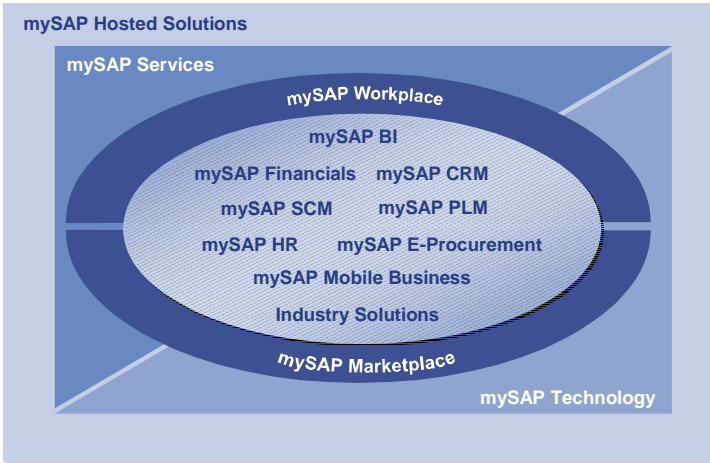 mySAP Hosted Solutions
mySAP Services
mySAP Workplace
mySAP BI
mySAP Financials mySAP CRM
mySAP SCM mySAP PLM
mySAP HR mySAP E-Procurement
mySAP Mobile Business
Industry Solutions
mySAP Marketplace
mySAP Technology